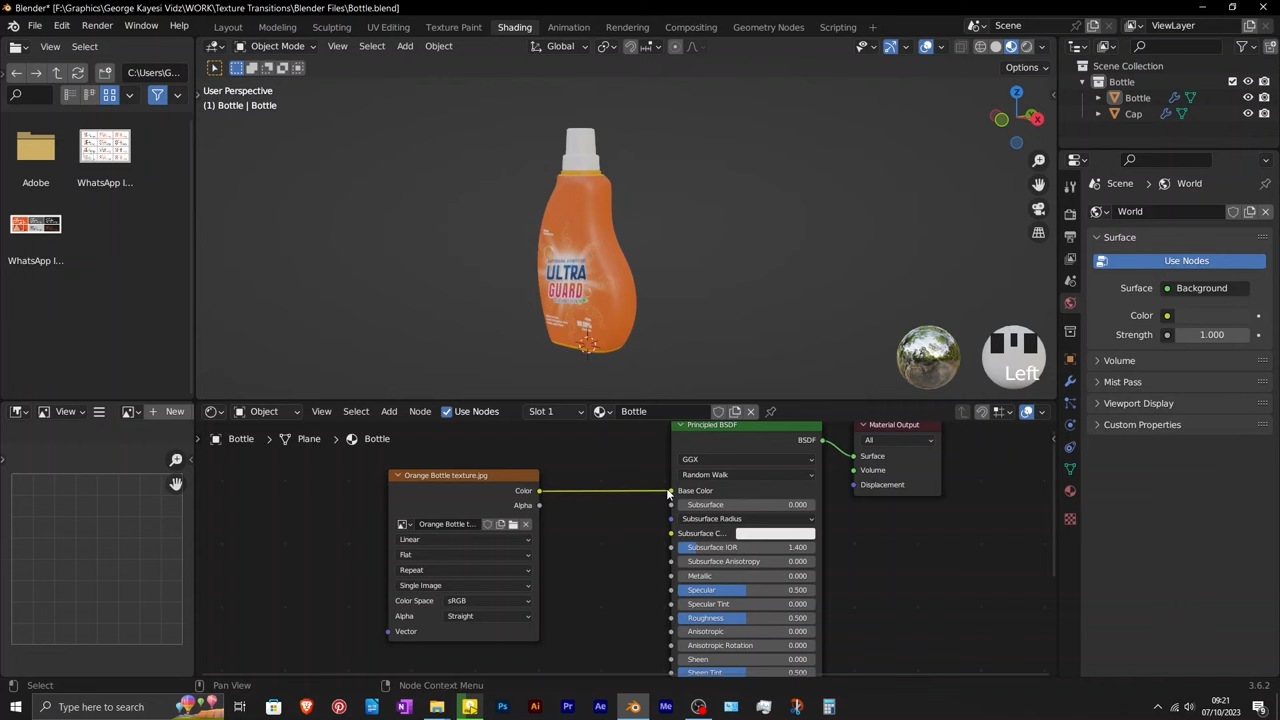 Blender* [F:\Graphics\George Kayesi Vidz\WORK\Texture Transitions\Blender Files\Bottle.blend]
File Edit Render Window Help Layout Modeling Sculpting UV Editing Texture Paint Shading Animation Rendering Compositing Geometry Nodes Scripting Scene ViewLayer
View Select Object Mode View Select Add Object Global
C:\Users\G... Options
User Perspective
(1) Bottle | Bottle
Scene Collection
Bottle
Bottle
Cap
Adobe WhatsApp I...
WhatsApp I...
ULTRA
GUARD
Left
Scene World
World
Surface
Use Nodes
Surface Background
Color
Strength 1.000
Volume
Mist Pass
Viewport Display
Custom Properties
View New Object View Select Add Node Use Nodes Slot 1 Bottle
Bottle Plane Bottle
Orange Bottle texture.jpg
Color
Alpha
Orange Bottle t...
Linear
Flat
Repeat
Single Image
Color Space sRGB
Alpha Straight
Vector
Principled BSDF
BSDF
GGX
Random Walk
Base Color
Subsurface 0.000
Subsurface Radius
Subsurface C...
Subsurface IOR 1.400
Subsurface Anisotropy 0.000
Metallic 0.000
Specular 0.500
Specular Tint 0.000
Roughness 0.500
Anisotropic 0.000
Anisotropic Rotation 0.000
Sheen 0.000
Sheen Tint 0.500
Material Output
All
Surface
Volume
Displacement
Select Pan View Node Context Menu 3.6.2
Type here to search
09:21
07/10/2023